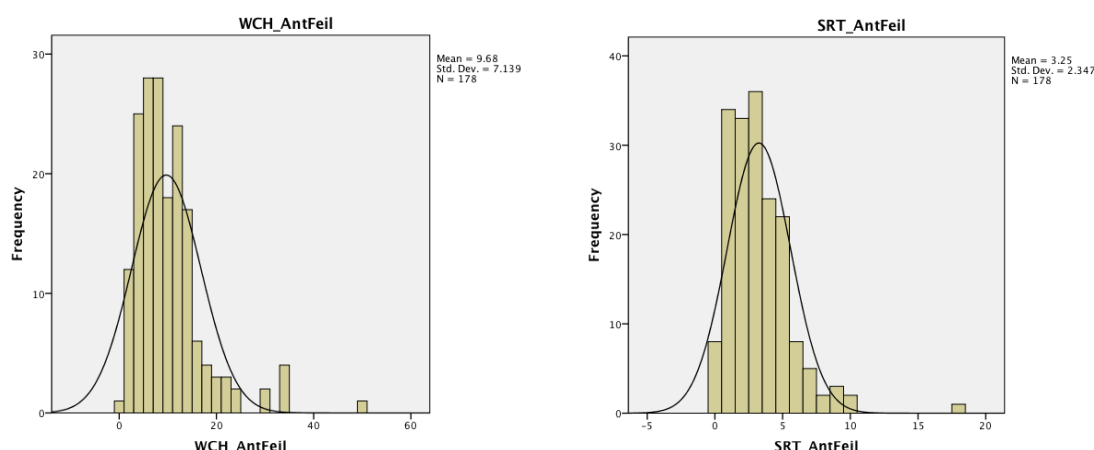 WCH_AntFeil
Mean = 9.68
Std. Dev. = 7.139
N = 178
30
20
10
0
Frequency
0
20
40
60
WCH_AntFeil
SRT_AntFeil
Mean = 3.25
Std. Dev. = 2.347
N = 178
40
30
20
10
0
Frequency
-5
0
5
10
15
20
SRT_AntFeil